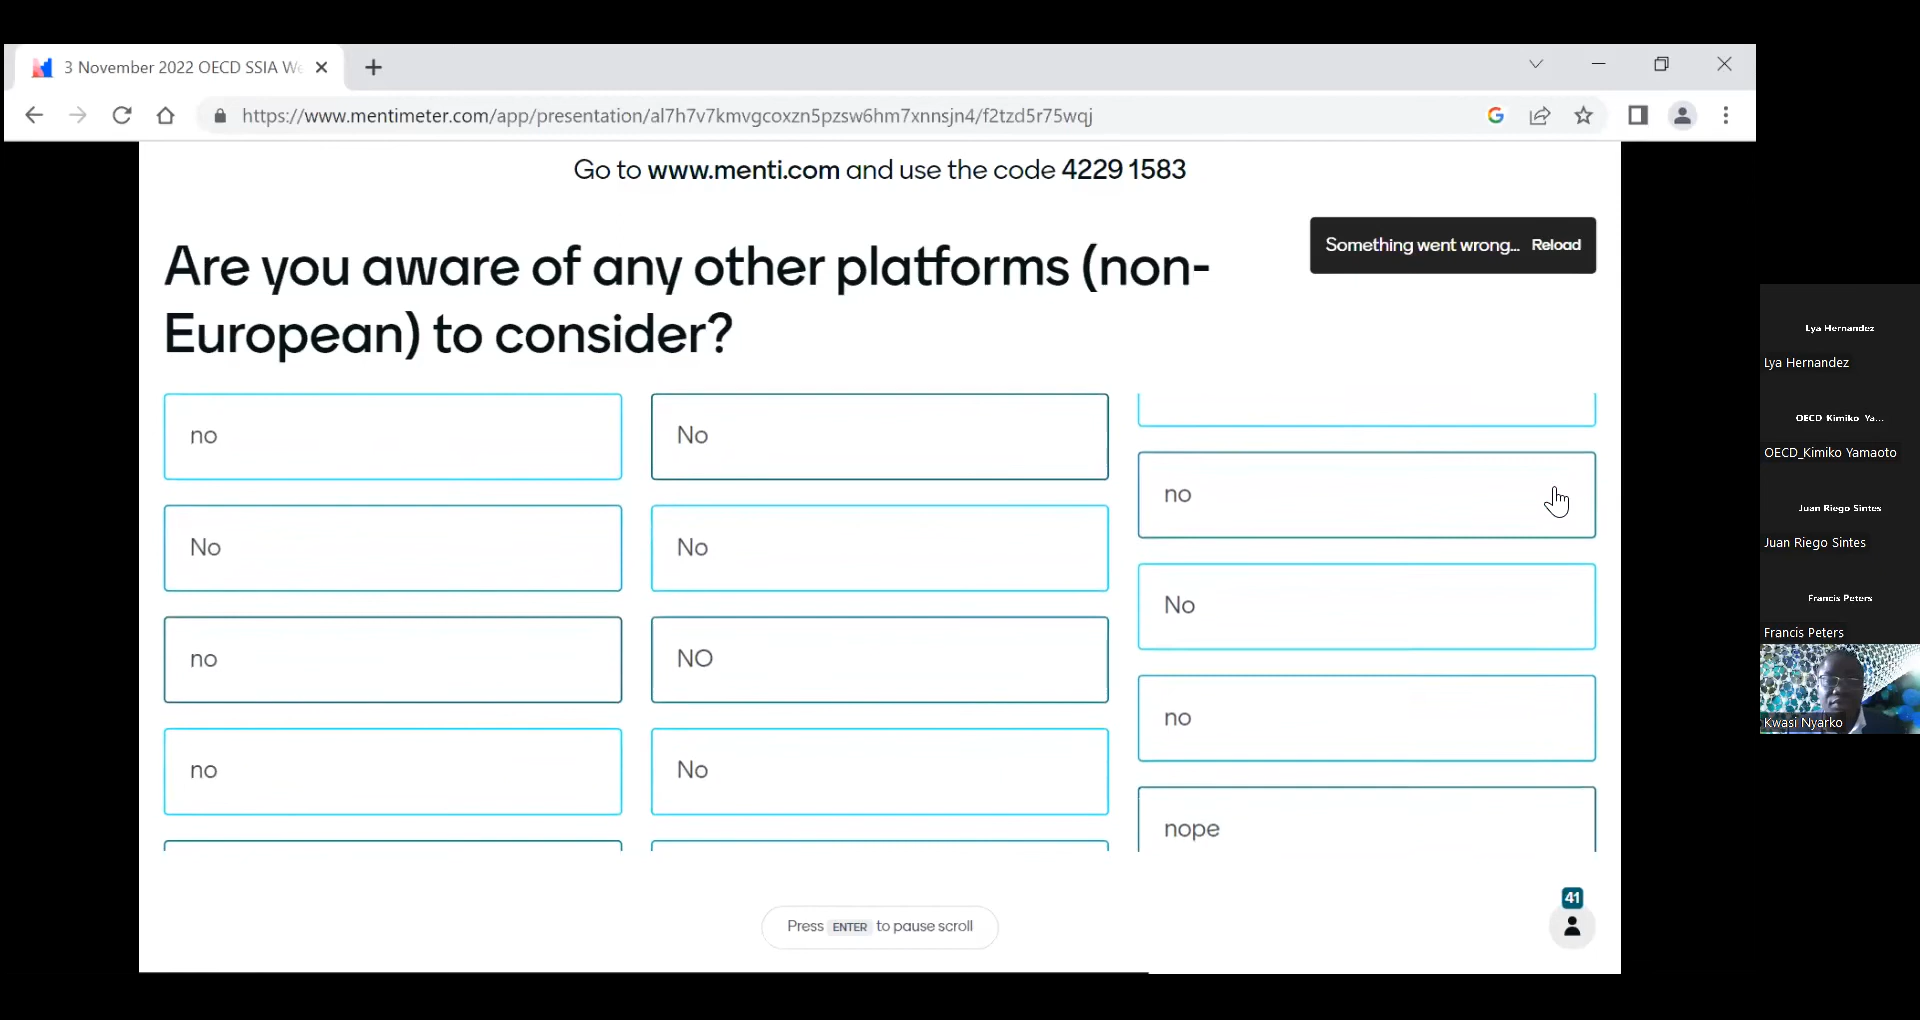 3 November 2022 OECD SSIA We
https://www.mentimeter.com/app/presentation/al7h7v7kmvgcoxzn5pzsw6hm7xnnsjn4/f2tzd5r75wqj
Go to www.menti.com and use the code 4229 1583
Something went wrong... Reload
Are you aware of any other platforms (non-
European) to consider?
no
No
no
no
No
No
NO
No
no
No
no
nope
Press ENTER to pause scroll
41
Lya Hernandez
Lya Hernandez
OECD_Kimiko Ya...
OECD_Kimiko Yamaoto
Juan Riego Sintes
Juan Riego Sintes
Francis Peters
Francis Peters
Kwasi Nyarko